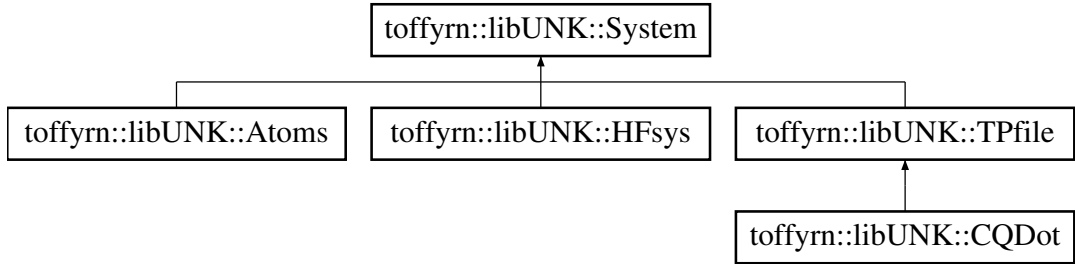 toffyrn::libUNK::System
toffyrn::libUNK::Atoms
toffyrn::libUNK::HFsys
toffyrn::libUNK::TPfile
toffyrn::libUNK::CQDot